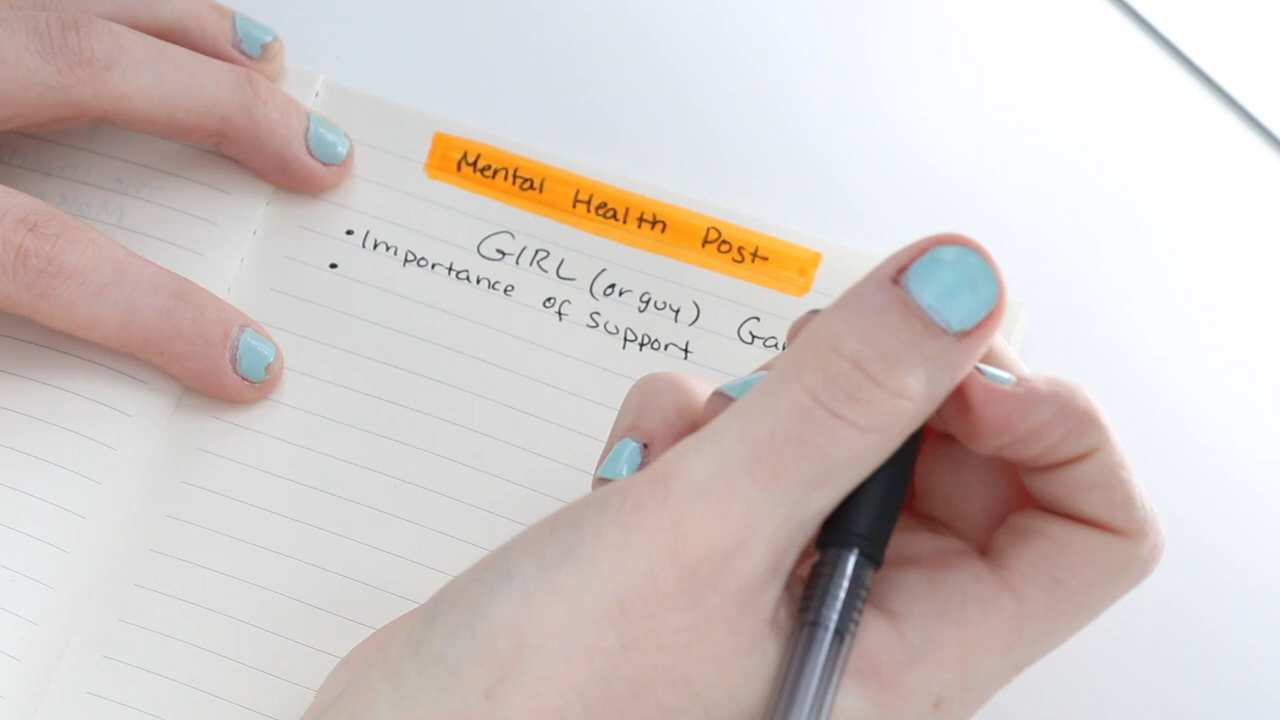 Mental Health Post
GIRL (or guy)
• Importance of support
•